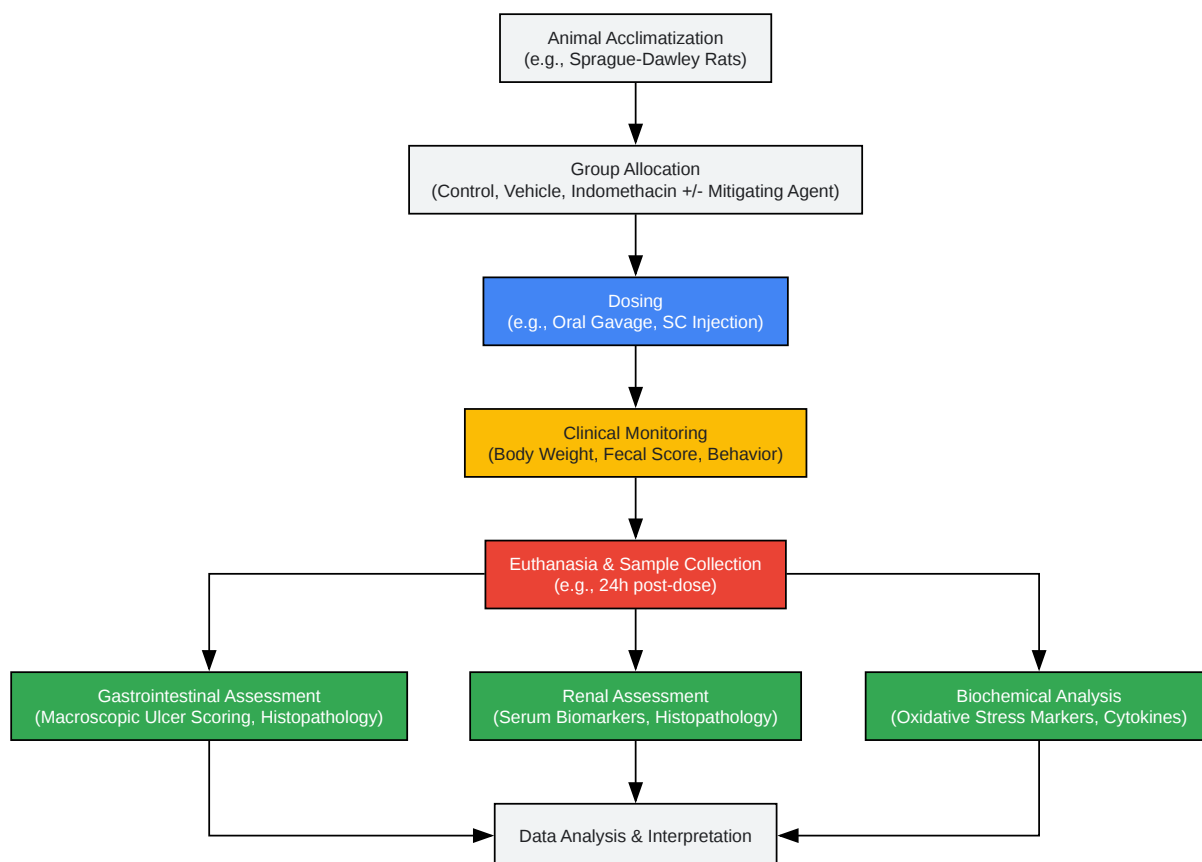 Animal Acclimatization
(e.g., Sprague-Dawley Rats)
Group Allocation
(Control, Vehicle, Indomethacin +/- Mitigating Agent)
Dosing
(e.g., Oral Gavage, SC Injection)
Clinical Monitoring
(Body Weight, Fecal Score, Behavior)
Euthanasia & Sample Collection
(e.g., 24h post-dose)
Gastrointestinal Assessment
(Macroscopic Ulcer Scoring, Histopathology)
Renal Assessment
(Serum Biomarkers, Histopathology)
Biochemical Analysis
(Oxidative Stress Markers, Cytokines)
Data Analysis & Interpretation